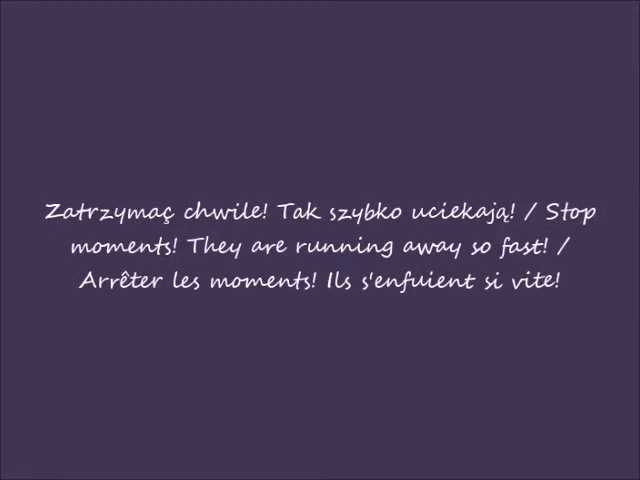 Zatrzymaç chwile! Tak szybko uciekają! / Stop
moments! They are running away so fast! /
Arrêter les moments! Ils s'enfuient si vite!